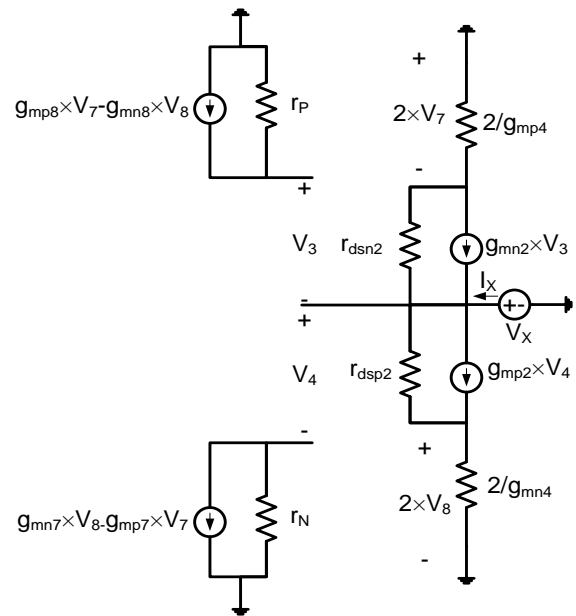 +
g_mp8×V_7-g_mn8×V_8
r_P
2×V_7
2/g_mp4
-
+
V_3
r_dsn2
g_mn2×V_3
I_X
-
+
+-
V_X
V_4
r_dsp2
g_mp2×V_4
-
+
g_mn7×V_8-g_mp7×V_7
r_N
2×V_8
2/g_mn4
-